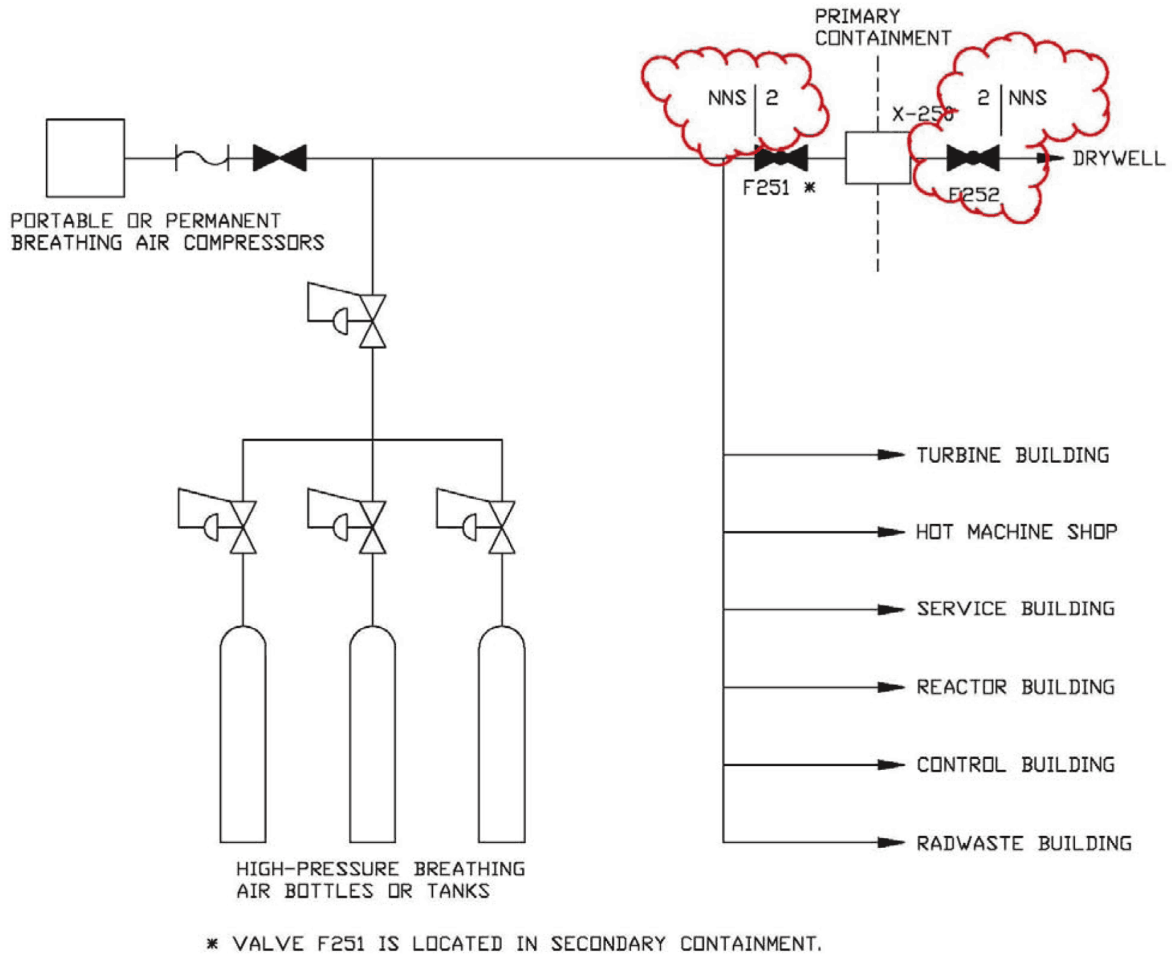 PRIMARY
CONTAINMENT
NNS 2
2 NNS
X-250
DRYWELL
F251 *
F252
PORTABLE OR PERMANENT
BREATHING AIR COMPRESSORS
TURBINE BUILDING
HOT MACHINE SHOP
SERVICE BUILDING
REACTOR BUILDING
CONTROL BUILDING
RADWASTE BUILDING
HIGH-PRESSURE BREATHING
AIR BOTTLES OR TANKS
* VALVE F251 IS LOCATED IN SECONDARY CONTAINMENT.